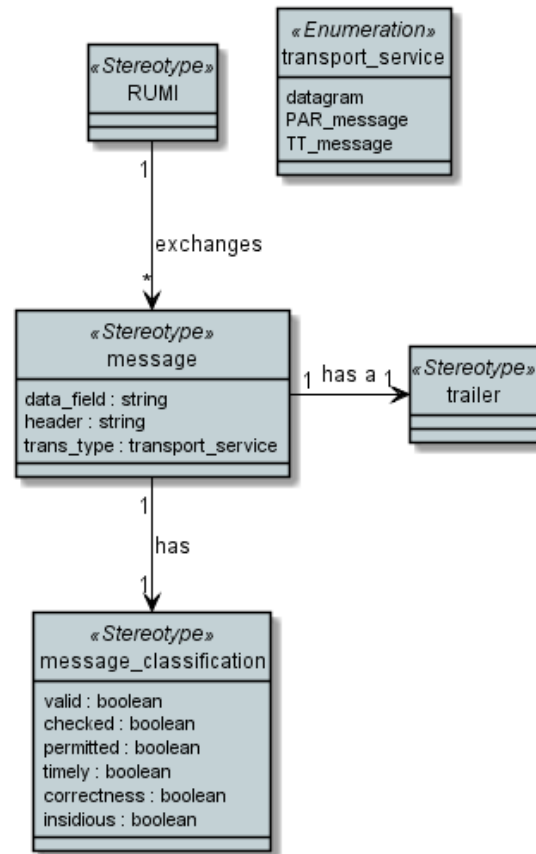 «Stereotype»
RUMI
«Enumeration»
transport_service
datagram
PAR_message
TT_message
1
exchanges
*
«Stereotype»
message
data_field : string
header : string
trans_type : transport_service
1 has a 1
«Stereotype»
trailer
1
has
1
«Stereotype»
message_classification
valid : boolean
checked : boolean
permitted : boolean
timely : boolean
correctness : boolean
insidious : boolean